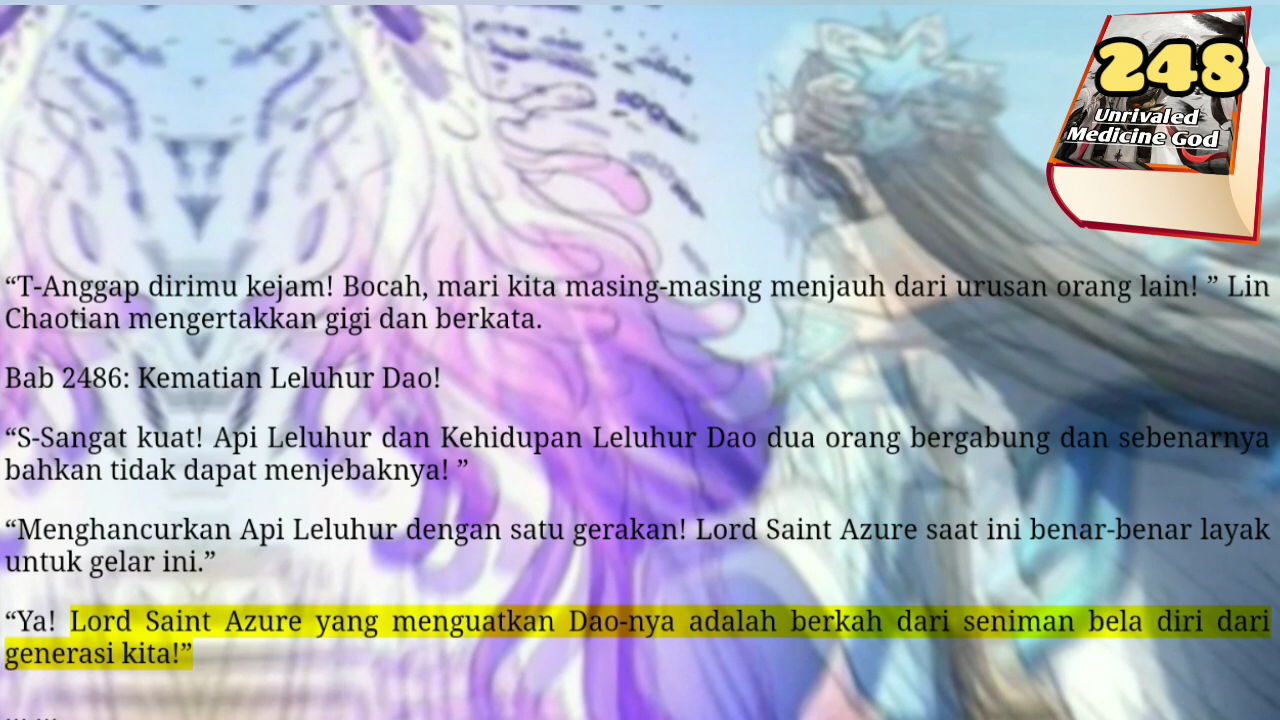 248
Unrivaled
Medicine God
“T-Anggap dirimu kejam! Bocah, mari kita masing-masing menjauh dari urusan orang lain! ” Lin
Chaotian mengertakkan gigi dan berkata.
Bab 2486: Kematian Leluhur Dao!
“S-Sangat kuat! Api Leluhur dan Kehidupan Leluhur Dao dua orang bergabung dan sebenarnya
bahkan tidak dapat menjebaknya! ”
“Menghancurkan Api Leluhur dengan satu gerakan! Lord Saint Azure saat ini benar-benar layak
untuk gelar ini.”
“Ya! Lord Saint Azure yang menguatkan Dao-nya adalah berkah dari seniman bela diri dari
generasi kita!”
... ...